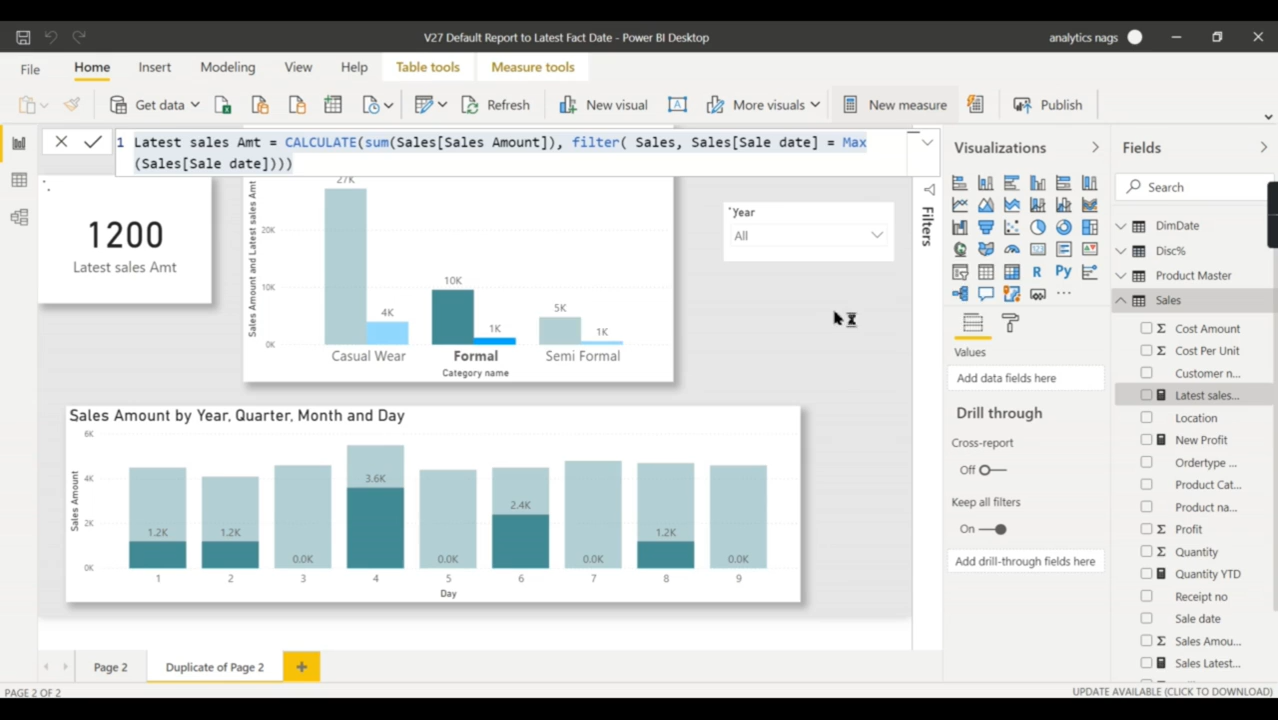 V27 Default Report to Latest Fact Date - Power BI Desktop
analytics nags
File
Home
Insert
Modeling
View
Help
Table tools
Measure tools
Get data
Refresh
New visual
More visuals
New measure
Publish
1 Latest sales Amt = CALCULATE(sum(Sales[Sales Amount]), filter( Sales, Sales[Sale date] = Max
(Sales[Sale date])))
1200
Latest sales Amt
Sales Amount and Latest sales Amt
27K
20K
10K
0K
4K
10K
1K
5K
1K
Casual Wear
Formal
Semi Formal
Category name
Year
All
Filters
Sales Amount by Year, Quarter, Month and Day
Sales Amount
6K
4K
2K
0K
1.2K
1.2K
0.0K
3.6K
0.0K
2.4K
0.0K
1.2K
0.0K
1
2
3
4
5
6
7
8
9
Day
Visualizations
R
Py
Values
Add data fields here
Drill through
Cross-report
Off
Keep all filters
On
Add drill-through fields here
Fields
Search
DimDate
Disc%
Product Master
Sales
Cost Amount
Cost Per Unit
Customer n...
Latest sales...
Location
New Profit
Ordertype ...
Product Cat...
Product na...
Profit
Quantity
Quantity YTD
Receipt no
Sale date
Sales Amou...
Sales Latest...
Page 2
Duplicate of Page 2
PAGE 2 OF 2
UPDATE AVAILABLE (CLICK TO DOWNLOAD)